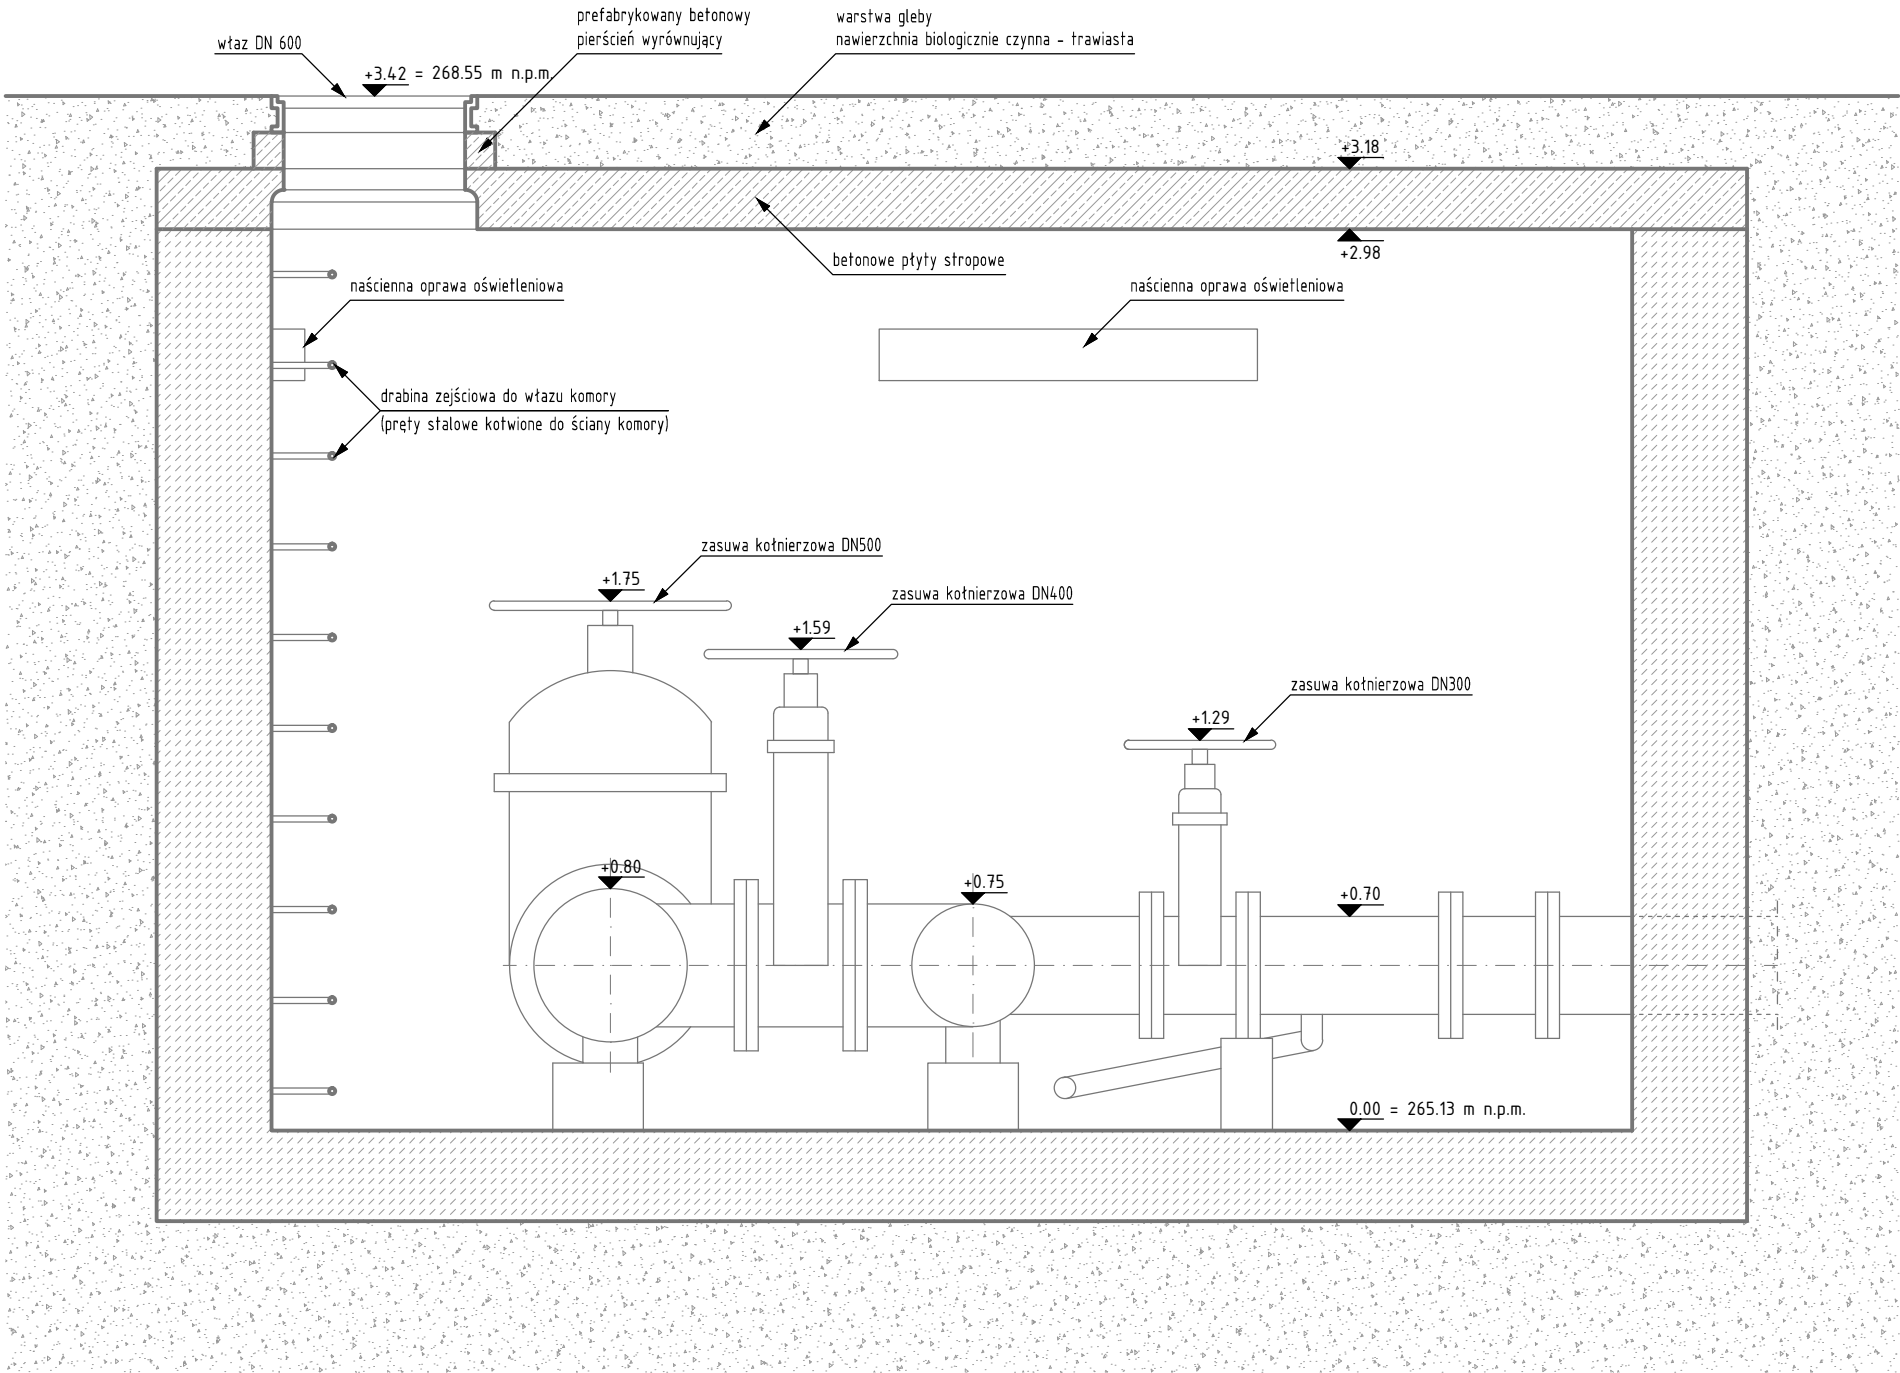 prefabrykowany betonowy
pierścień wyrównujący
warstwa gleby
nawierzchnia biologicznie czynna - trawiasta
właz DN 600
+3.42 = 268.55 m n.p.m.
+3.18
+2.98
betonowe płyty stropowe
naścienna oprawa oświetleniowa
naścienna oprawa oświetleniowa
drabina zejściowa do włazu komory
(pręty stalowe kotwione do ściany komory)
zasuwa kołnierzowa DN500
+1.75
zasuwa kołnierzowa DN400
+1.59
zasuwa kołnierzowa DN300
+1.29
+0.80
+0.75
+0.70
0.00 = 265.13 m n.p.m.